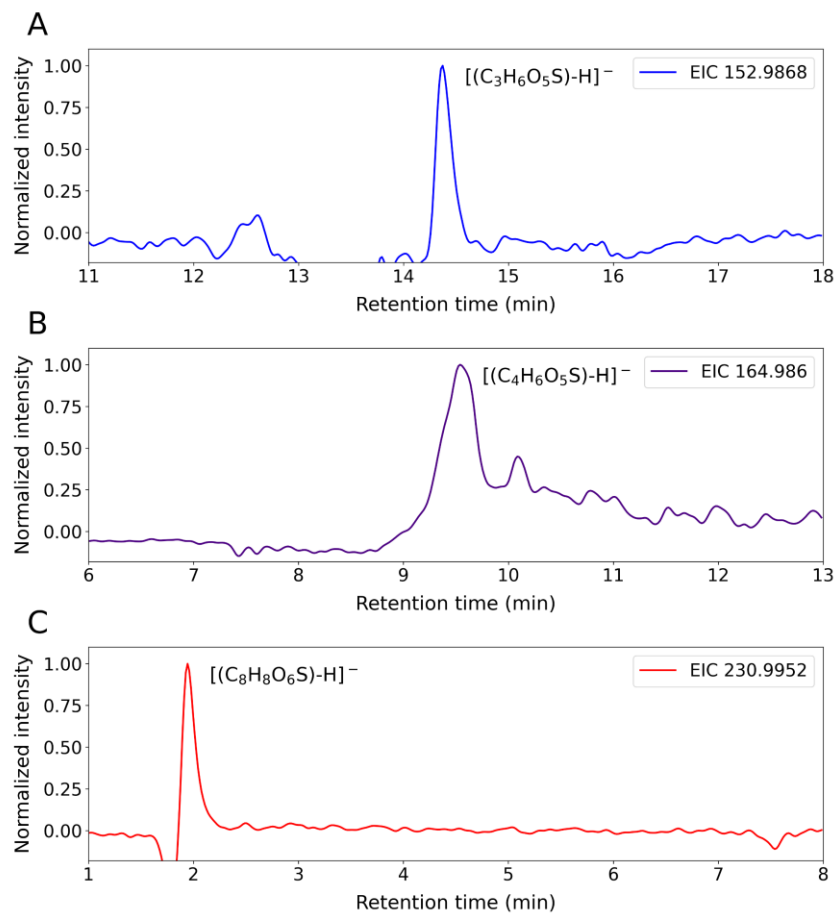 A
[(C₃H₆O₅S)-H]⁻
EIC 152.9868
Normalized intensity
1.00
0.75
0.50
0.25
0.00
11 12 13 14 15 16 17 18
Retention time (min)
B
[(C₄H₆O₅S)-H]⁻
EIC 164.986
Normalized intensity
1.00
0.75
0.50
0.25
0.00
6 7 8 9 10 11 12 13
Retention time (min)
C
[(C₈H₈O₆S)-H]⁻
EIC 230.9952
Normalized intensity
1.00
0.75
0.50
0.25
0.00
1 2 3 4 5 6 7 8
Retention time (min)